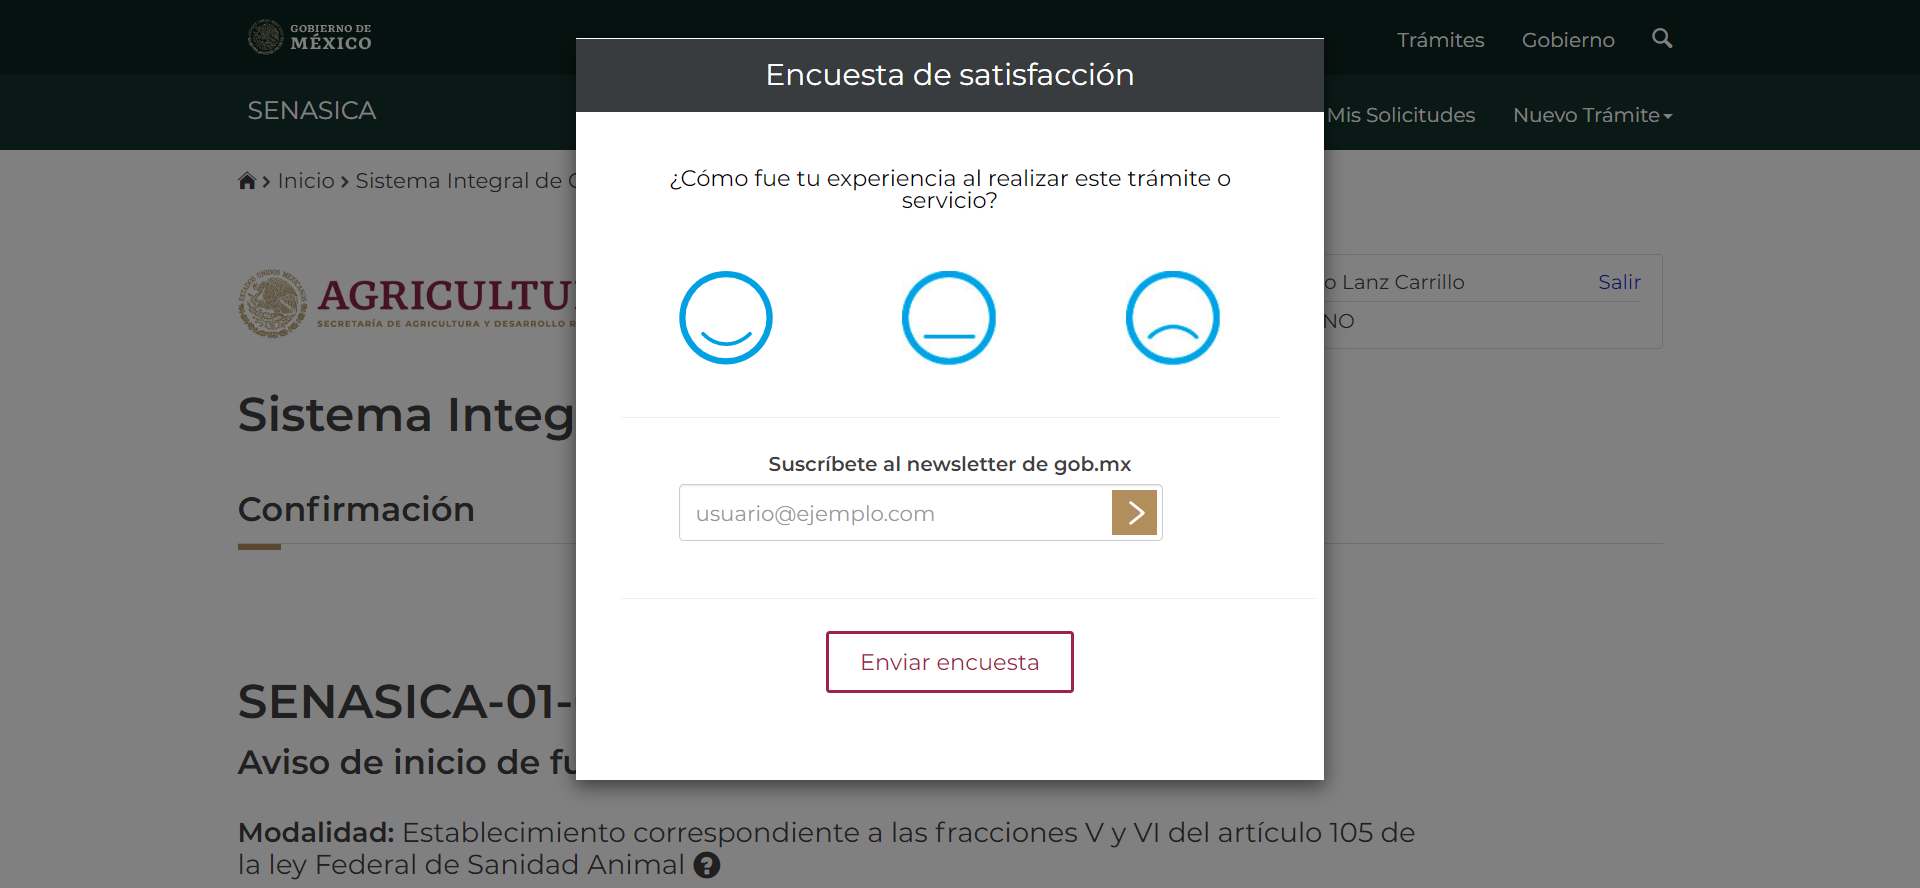 GOBIERNO DE
MÉXICO
Trámites
Gobierno
SENASICA
Mis Solicitudes
Nuevo Trámite
Inicio
Sistema Integral de
Encuesta de satisfacción
¿Cómo fue tu experiencia al realizar este trámite o
servicio?
ESTADOS UNIDOS MEXICANOS
AGRICULTU
SECRETARÍA DE AGRICULTURA Y DESARROLLO R
o Lanz Carrillo
Salir
NO
Sistema Integ
Suscríbete al newsletter de gob.mx
usuario@ejemplo.com
Confirmación
Enviar encuesta
SENASICA-01-
Aviso de inicio de fu
Modalidad: Establecimiento correspondiente a las fracciones V y VI del artículo 105 de
la ley Federal de Sanidad Animal